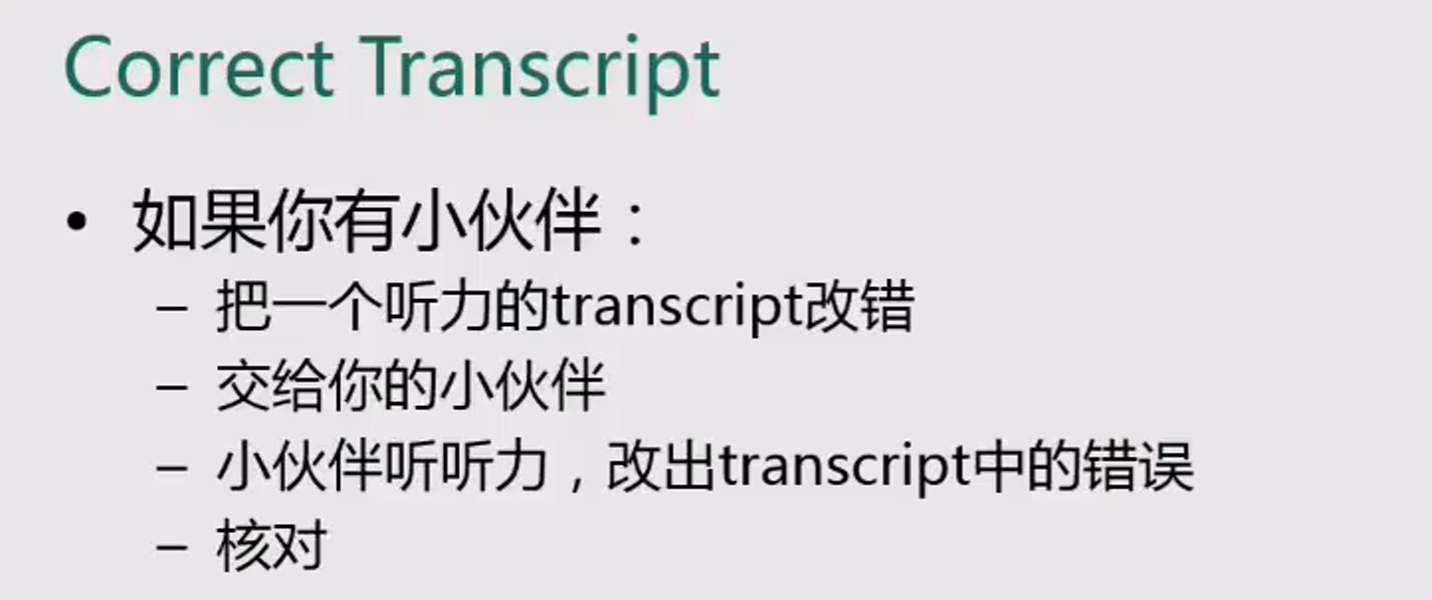 Correct Transcript
• 如果你有小伙伴：
– 把一个听力的transcript改错
– 交给你的小伙伴
– 小伙伴听听力，改出transcript中的错误
– 核对